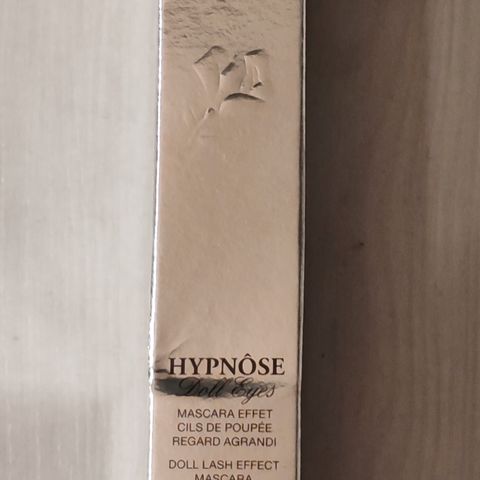 HYPNÔSE
Doll Eyes
MASCARA EFFET
CILS DE POUPÉE
REGARD AGRANDI
DOLL LASH EFFECT
MASCARA